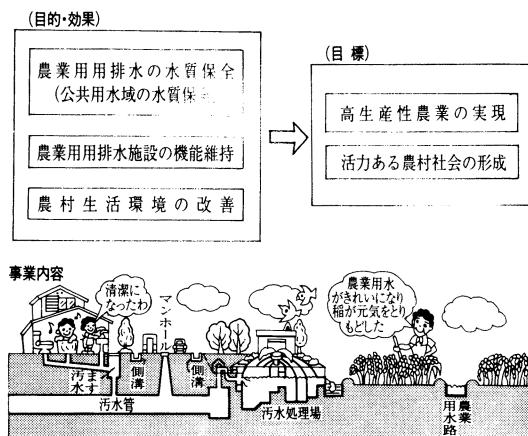 (目的・効果)
農業用用排水の水質保全
(公共用水域の水質保
農業用用排水施設の機能維持
農村生活環境の改善
(目 標)
高生産性農業の実現
活力ある農村社会の形成
事業内容
清潔に
なったわ
マンホール
農業用水
がきれいになり
稲が元気をとり
もどした
汚水ます
側溝
側溝
汚水管
汚水処理場
農業用水路